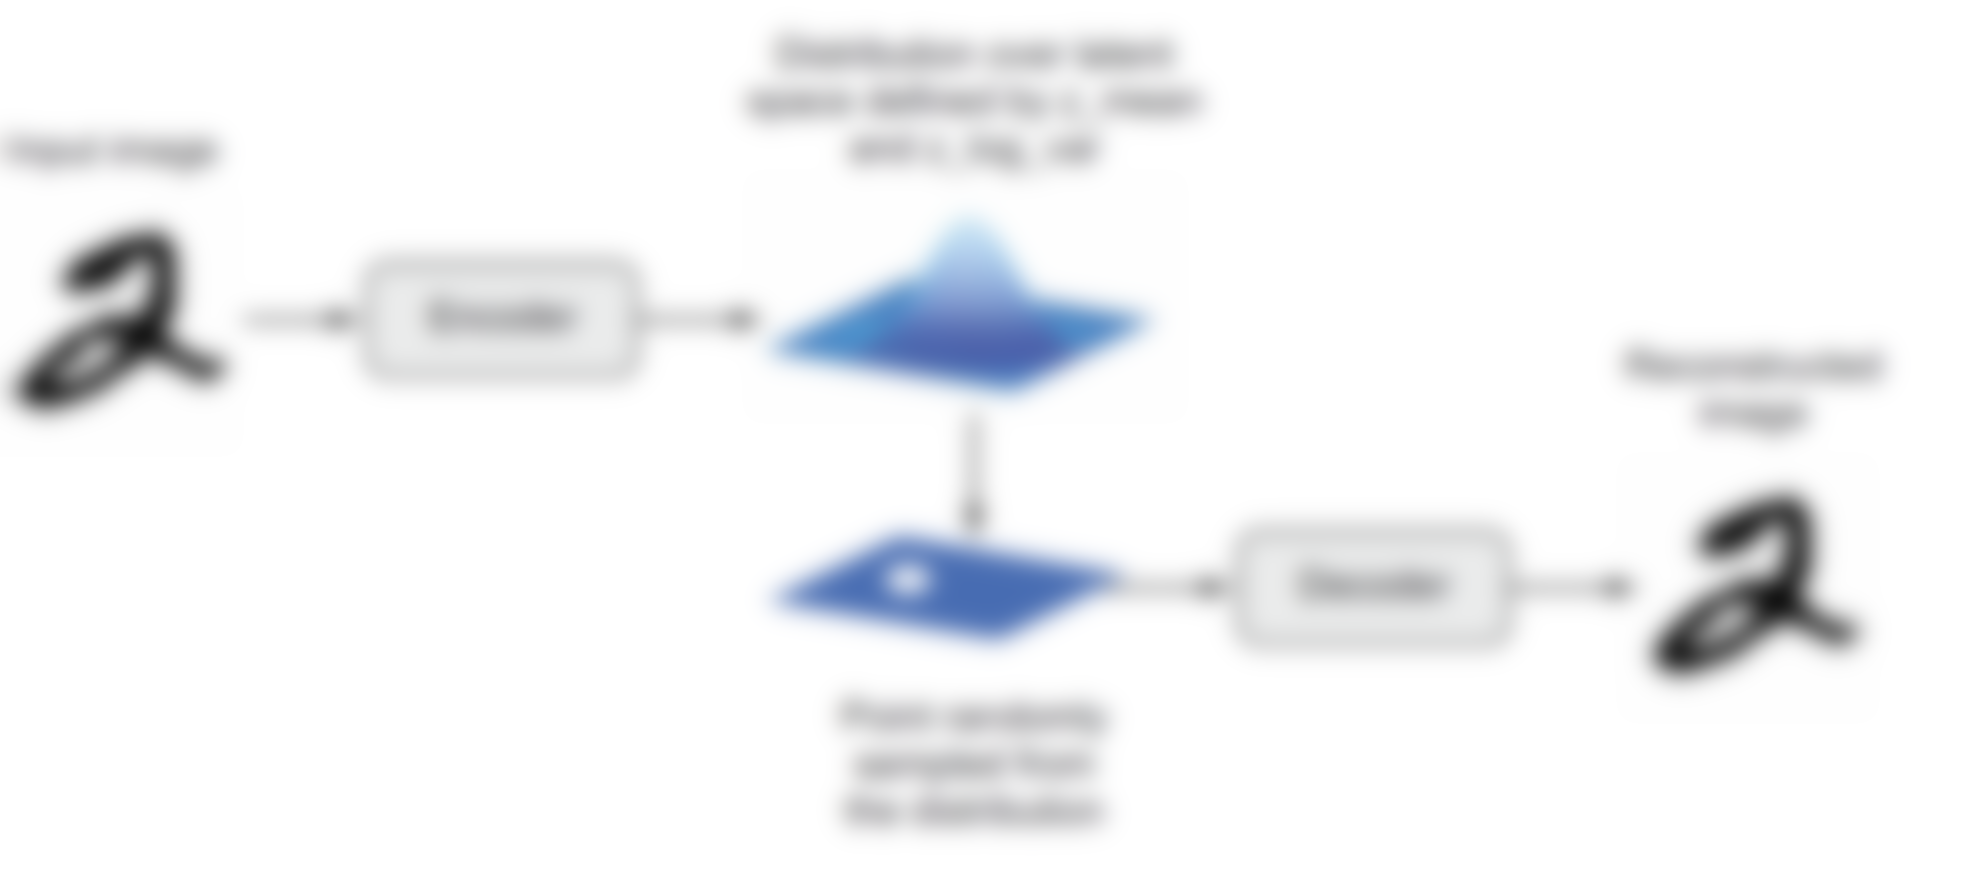 Input image
Distribution over latent
space defined by z_mean
and z_log_var
Encoder
Reconstructed
image
Decoder
Point randomly
sampled from
the distribution